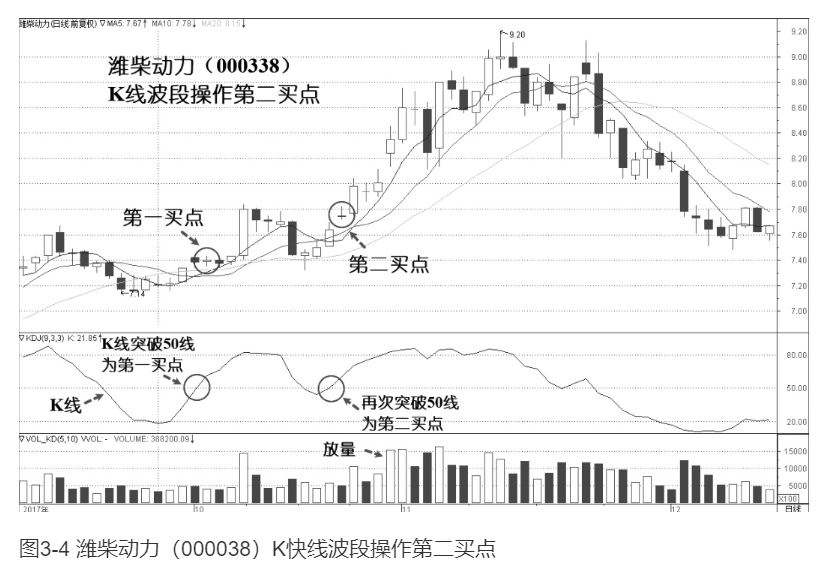 潍柴动力(日线 前复权) ▽MA5: 7.67↑ MA10: 7.78↓ MA20: 8.15↓
9.20
潍柴动力（000338）
K线波段操作第二买点
第一买点
第二买点
7.14
9.20
9.00
8.80
8.60
8.40
8.20
8.00
7.80
7.60
7.40
7.20
7.00
▽KDJ(9,3,3) K: 21.85↑
K线突破50线
为第一买点
K线
再次突破50线
为第二买点
80.00
50.00
20.00
▽VOL_KD(5,10) VVOL: - VOLUME: 388200.09↓
放量
15000
10000
5000
X100
2017年
10
11
12
日线
图3-4 潍柴动力（000038）K快线波段操作第二买点